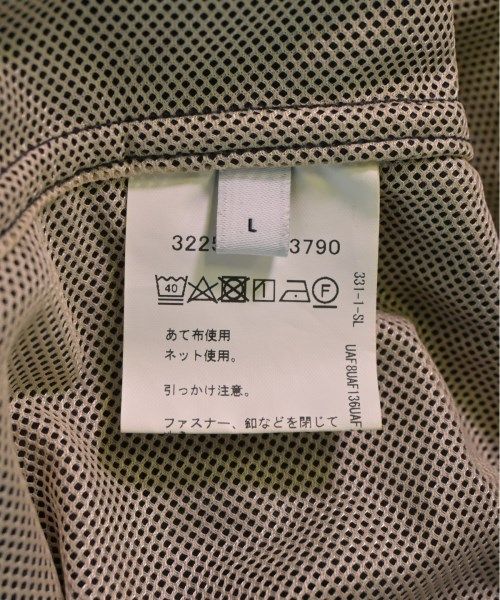 L
3225 3790
40
F
あて布使用
ネット使用。
引っかけ注意。
ファスナー、釦などを閉じて
331-1-SL
UAF8UAF136UAF